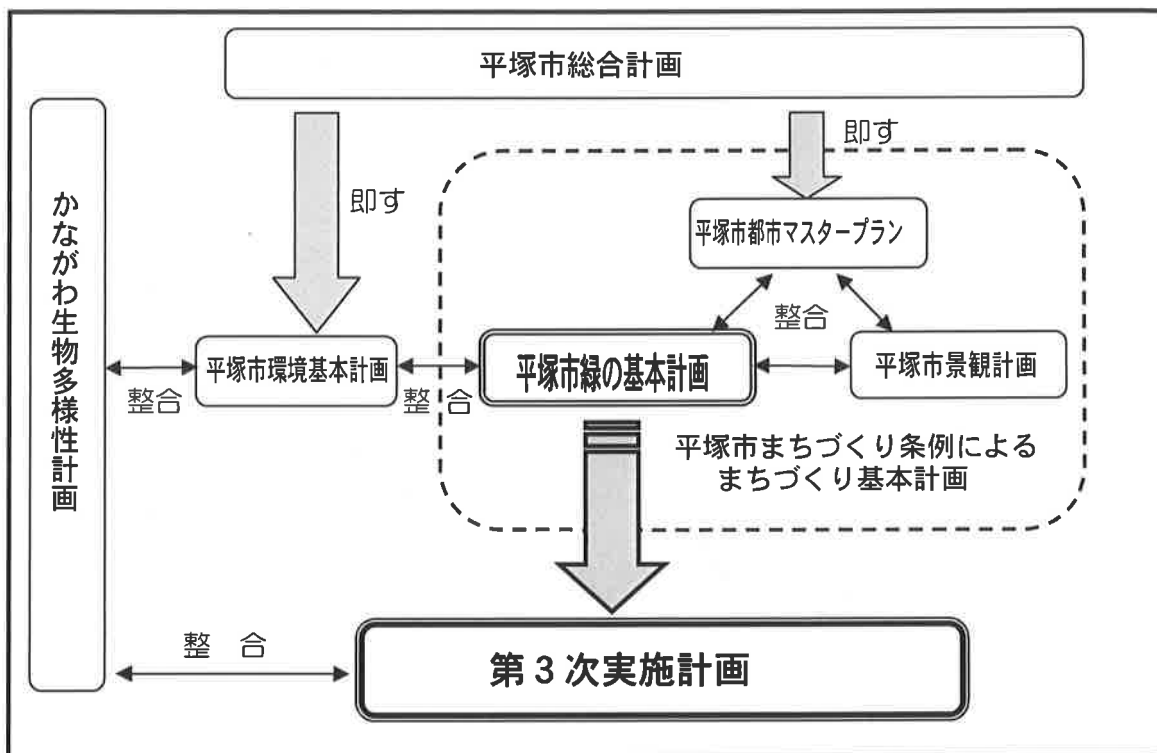 平塚市総合計画
即す
即す
かながわ生物多様性計画
平塚市都市マスタープラン
整合
平塚市環境基本計画
平塚市緑の基本計画
平塚市景観計画
整合
整 合
平塚市まちづくり条例による
まちづくり基本計画
整 合
第3次実施計画